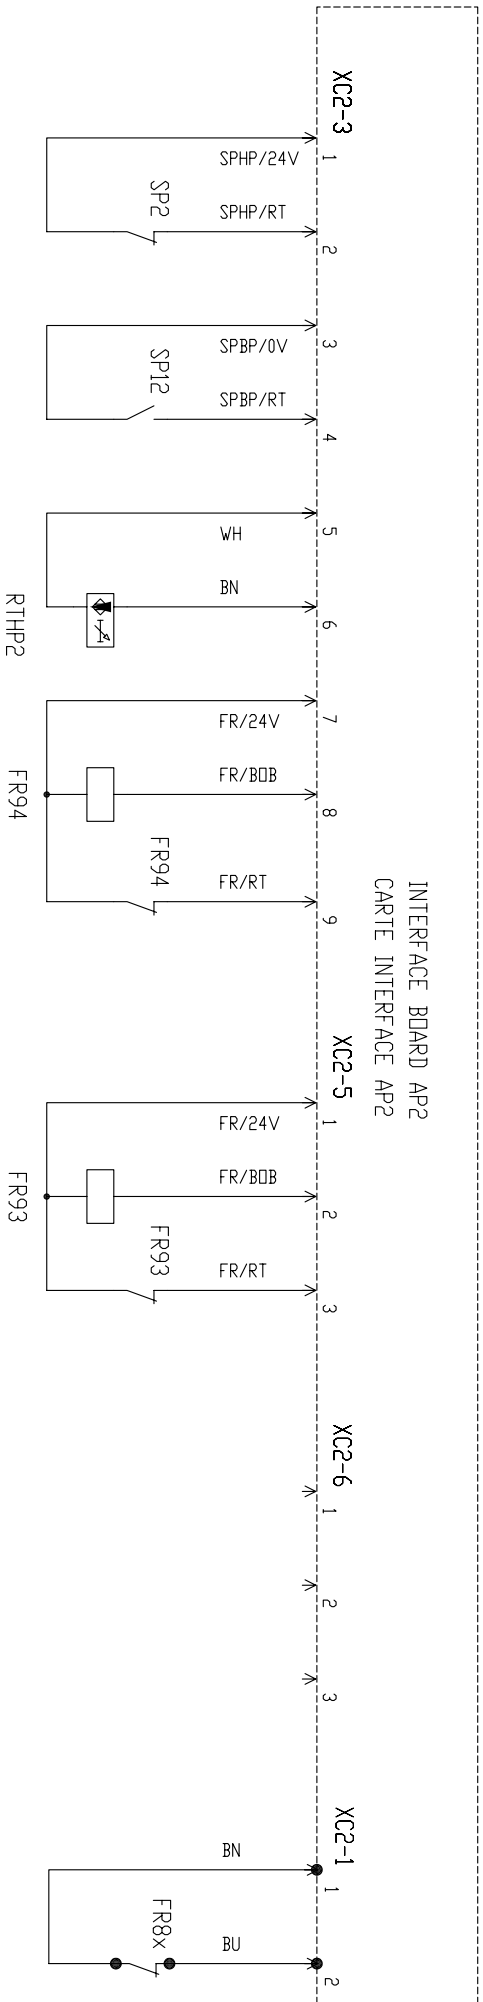 XC2-3
1
SPHP/24V
SP2
SPHP/RT
2
3
SPBP/0V
SP12
SPBP/RT
4
5
WH
BN
6
RTHP2
7
FR/24V
FR/BOB
8
FR94
FR94
FR/RT
9
INTERFACE BOARD AP2
CARTE INTERFACE AP2
XC2-5
1
FR/24V
FR/BOB
2
FR93
FR93
FR/RT
3
XC2-6
1
2
3
XC2-1
BN
1
FR8x
BU
2